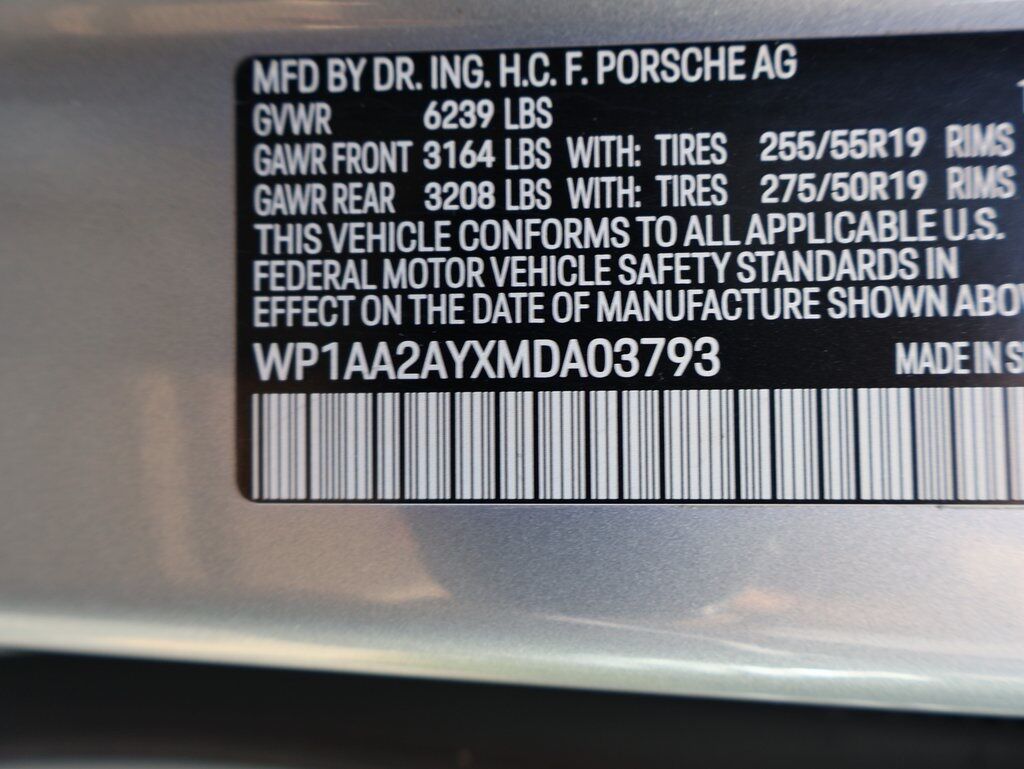 MFD BY DR. ING. H.C. F. PORSCHE AG
GVWR 6239 LBS
GAWR FRONT 3164 LBS WITH: TIRES 255/55R19 RIMS
GAWR REAR 3208 LBS WITH: TIRES 275/50R19 RIMS
THIS VEHICLE CONFORMS TO ALL APPLICABLE U.S.
FEDERAL MOTOR VEHICLE SAFETY STANDARDS IN
EFFECT ON THE DATE OF MANUFACTURE SHOWN
WP1AA2AYXMDA03793 MADE IN